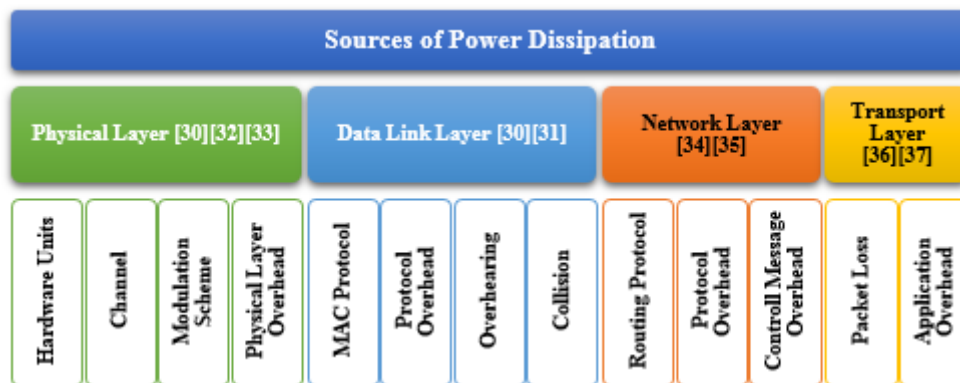 Sources of Power Dissipation
Physical Layer [30][32][33]
Data Link Layer [30][31]
Network Layer
[34][35]
Transport
Layer
[36][37]
Hardware Units
Channel
Modulation
Scheme
Physical Layer
Overhead
MAC Protocol
Protocol
Overhead
Overhearing
Collision
Routing Protocol
Protocol
Overhead
Controll Message
Overhead
Packet Loss
Application
Overhead